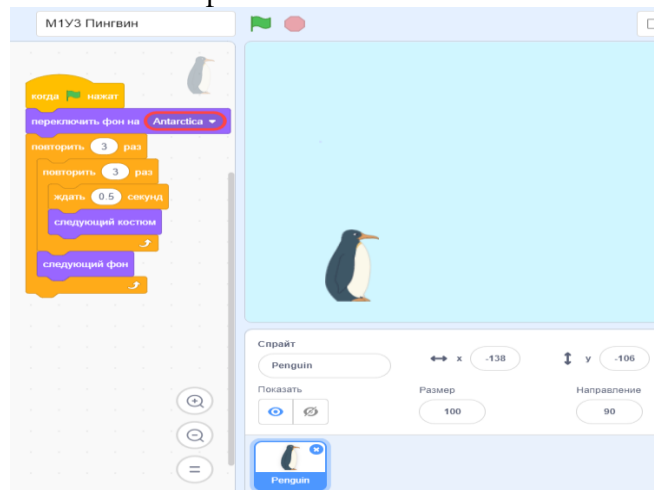 М1У3 Пингвин
когда нажат
переключить фон на Antarctica
повторить 3 раз
повторить 3 раз
ждать 0.5 секунд
следующий костюм
следующий фон
Спрайт
Penguin
x -138
y -106
Показать
Размер
100
Направление
90
Penguin